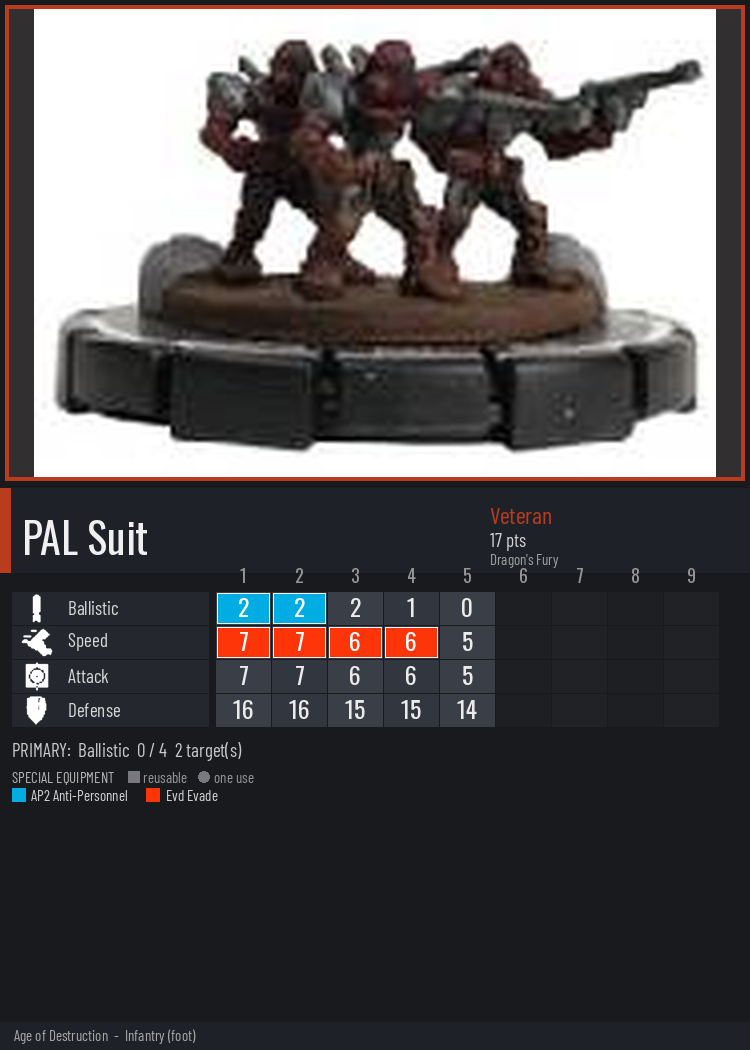 PAL Suit
Veteran
17 pts
Dragon's Fury
1 2 3 4 5 6 7 8 9
Ballistic 2 2 2 1 0
Speed 7 7 6 6 5
Attack 7 7 6 6 5
Defense 16 16 15 15 14
PRIMARY: Ballistic 0 / 4 2 target(s)
SPECIAL EQUIPMENT reusable one use
AP2 Anti-Personnel Evd Evade
Age of Destruction - Infantry (foot)